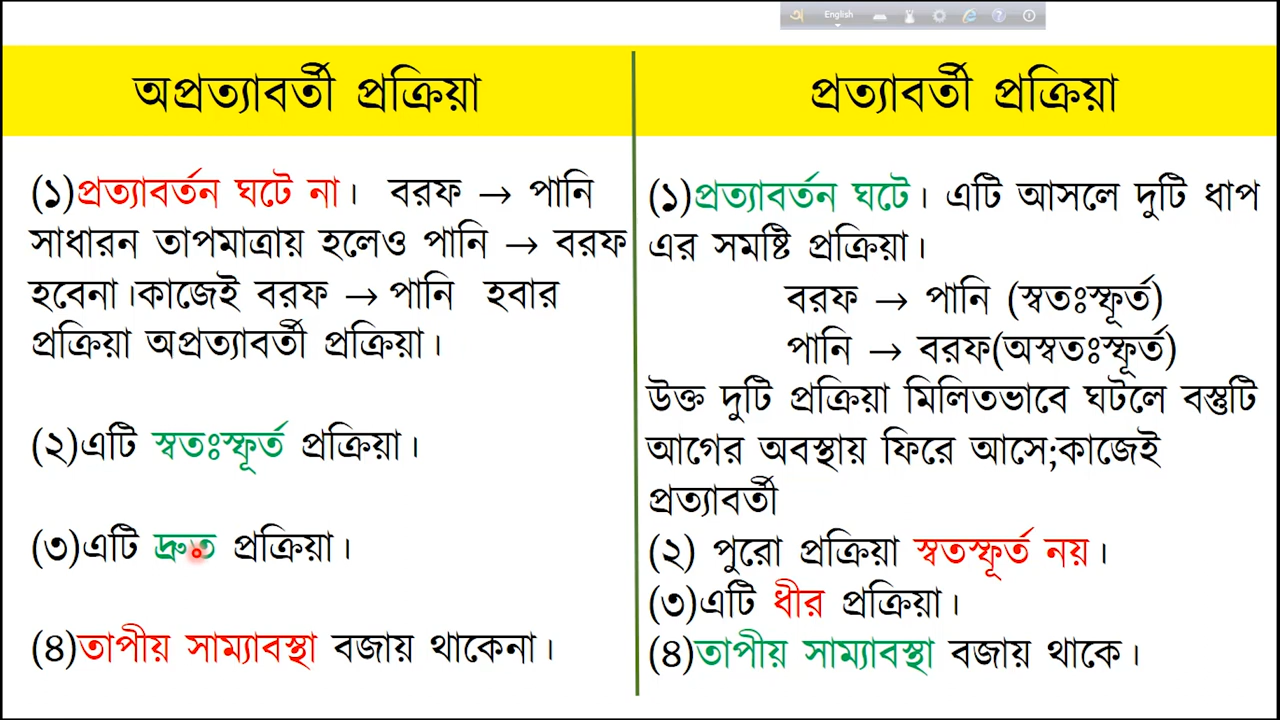 English
অপ্রত্যাবর্তী প্রক্রিয়া
(১)প্রত্যাবর্তন ঘটে না। বরফ → পানি
সাধারন তাপমাত্রায় হলেও পানি → বরফ
হবেনা।কাজেই বরফ → পানি হবার
প্রক্রিয়া অপ্রত্যাবর্তী প্রক্রিয়া।
(২)এটি স্বতঃস্ফূর্ত প্রক্রিয়া।
(৩)এটি দ্রুত প্রক্রিয়া।
(৪)তাপীয় সাম্যাবস্থা বজায় থাকেনা।
প্রত্যাবর্তী প্রক্রিয়া
(১)প্রত্যাবর্তন ঘটে। এটি আসলে দুটি ধাপ
এর সমষ্টি প্রক্রিয়া।
বরফ → পানি (স্বতঃস্ফূর্ত)
পানি → বরফ(অস্বতঃস্ফূর্ত)
উক্ত দুটি প্রক্রিয়া মিলিতভাবে ঘটলে বস্তুটি
আগের অবস্থায় ফিরে আসে;কাজেই
প্রত্যাবর্তী
(২) পুরো প্রক্রিয়া স্বতস্ফূর্ত নয়।
(৩)এটি ধীর প্রক্রিয়া।
(৪)তাপীয় সাম্যাবস্থা বজায় থাকে।